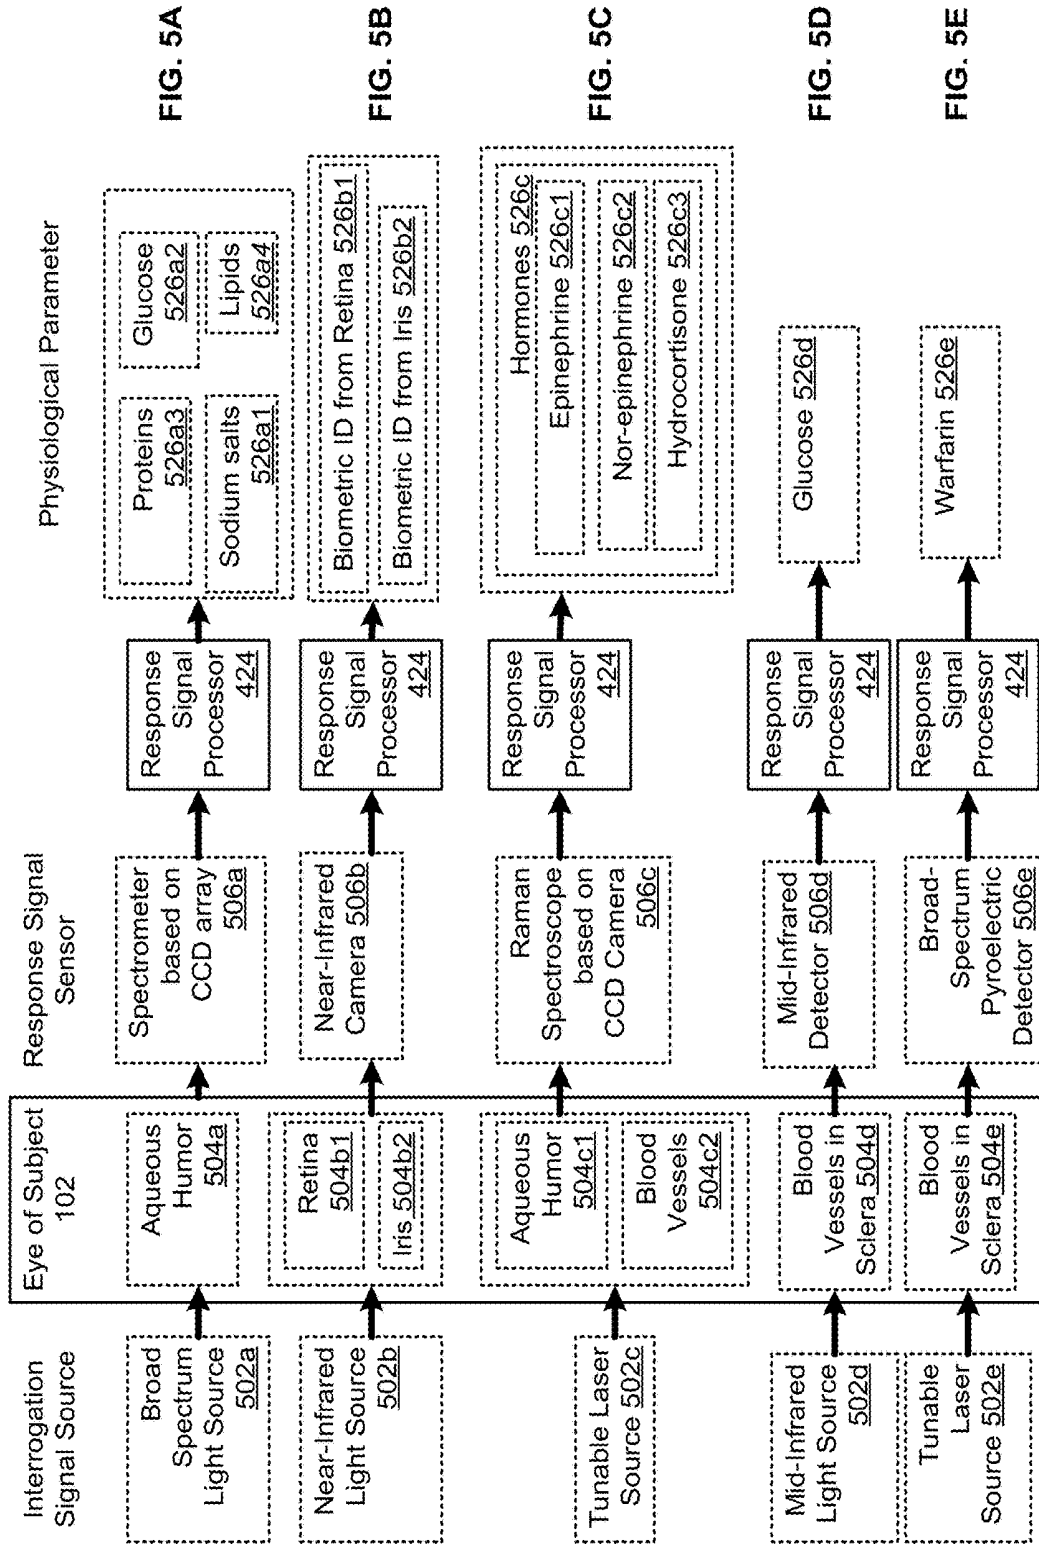 Interrogation
Signal Source
Eye of Subject
102
Response Signal
Sensor
Physiological Parameter
Broad
Spectrum
Light Source
502a
Aqueous
Humor
504a
Spectrometer
based on
CCD array
506a
Response
Signal
Processor
424
Proteins
526a3
Glucose
526a2
Sodium salts
526a1
Lipids
526a4
FIG. 5A
Near-Infrared
Light Source
502b
Retina
504b1
Iris 504b2
Near-Infrared
Camera 506b
Response
Signal
Processor
424
Biometric ID from Retina 526b1
Biometric ID from Iris 526b2
FIG. 5B
Tunable Laser
Source 502c
Aqueous
Humor
504c1
Blood
Vessels
504c2
Raman
Spectroscope
based on
CCD Camera
506c
Response
Signal
Processor
424
Hormones 526c
Epinephrine 526c1
Nor-epinephrine 526c2
Hydrocortisone 526c3
FIG. 5C
Mid-Infrared
Light Source
502d
Blood
Vessels in
Sclera 504d
Mid-Infrared
Detector 506d
Response
Signal
Processor
424
Glucose 526d
FIG. 5D
Tunable
Laser
Source 502e
Blood
Vessels in
Sclera 504e
Broad-
Spectrum
Pyroelectric
Detector 506e
Response
Signal
Processor
424
Warfarin 526e
FIG. 5E